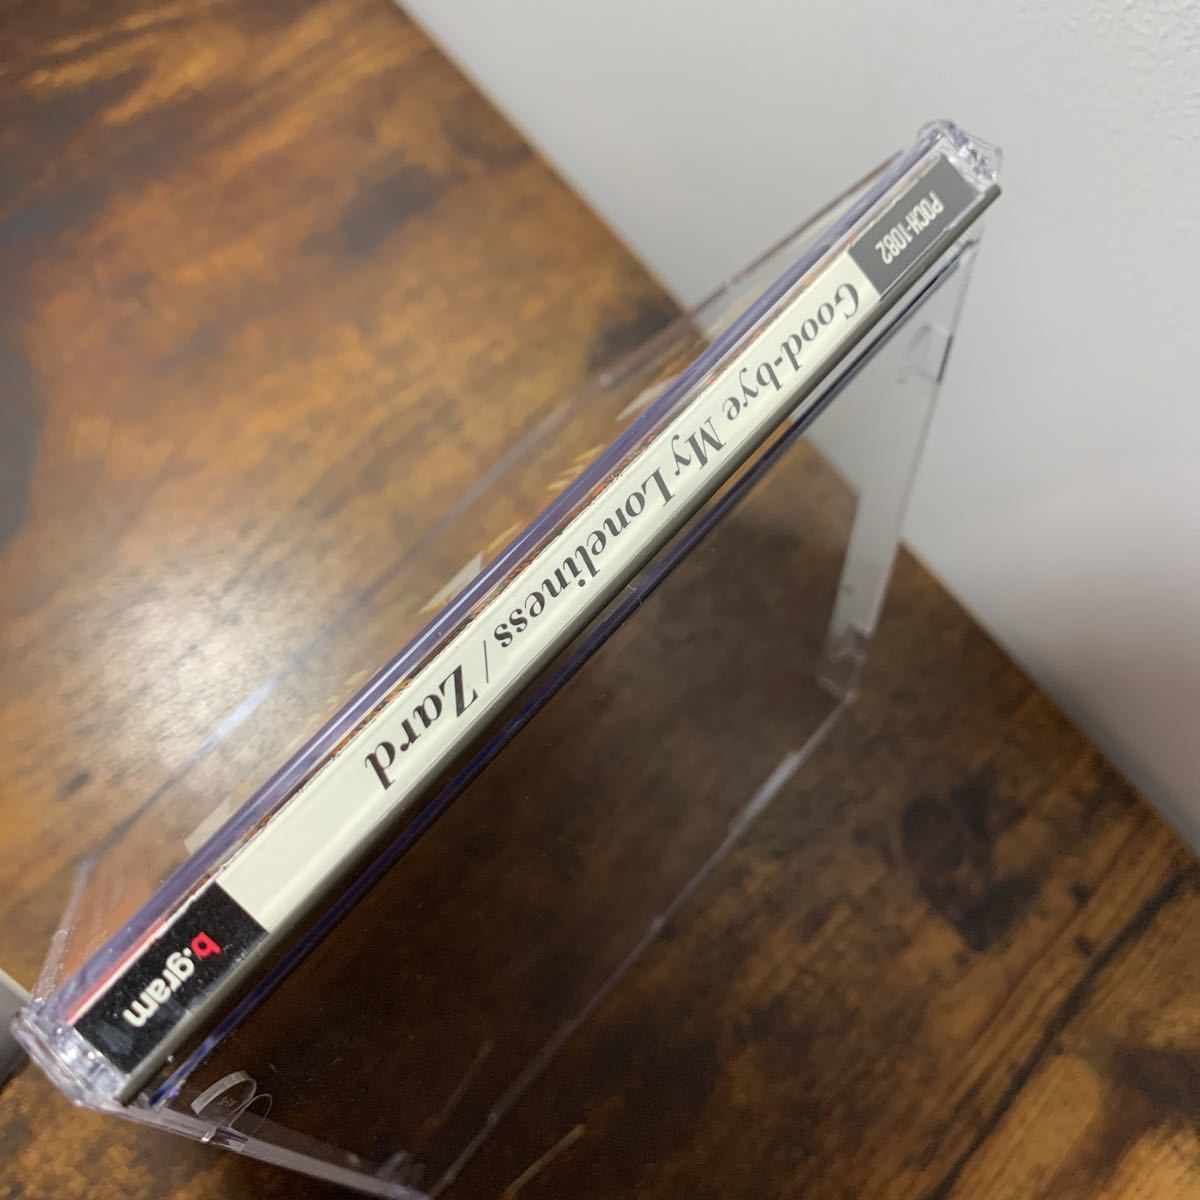 POCH-1082
Good-bye My Loneliness / Zard
b.gram